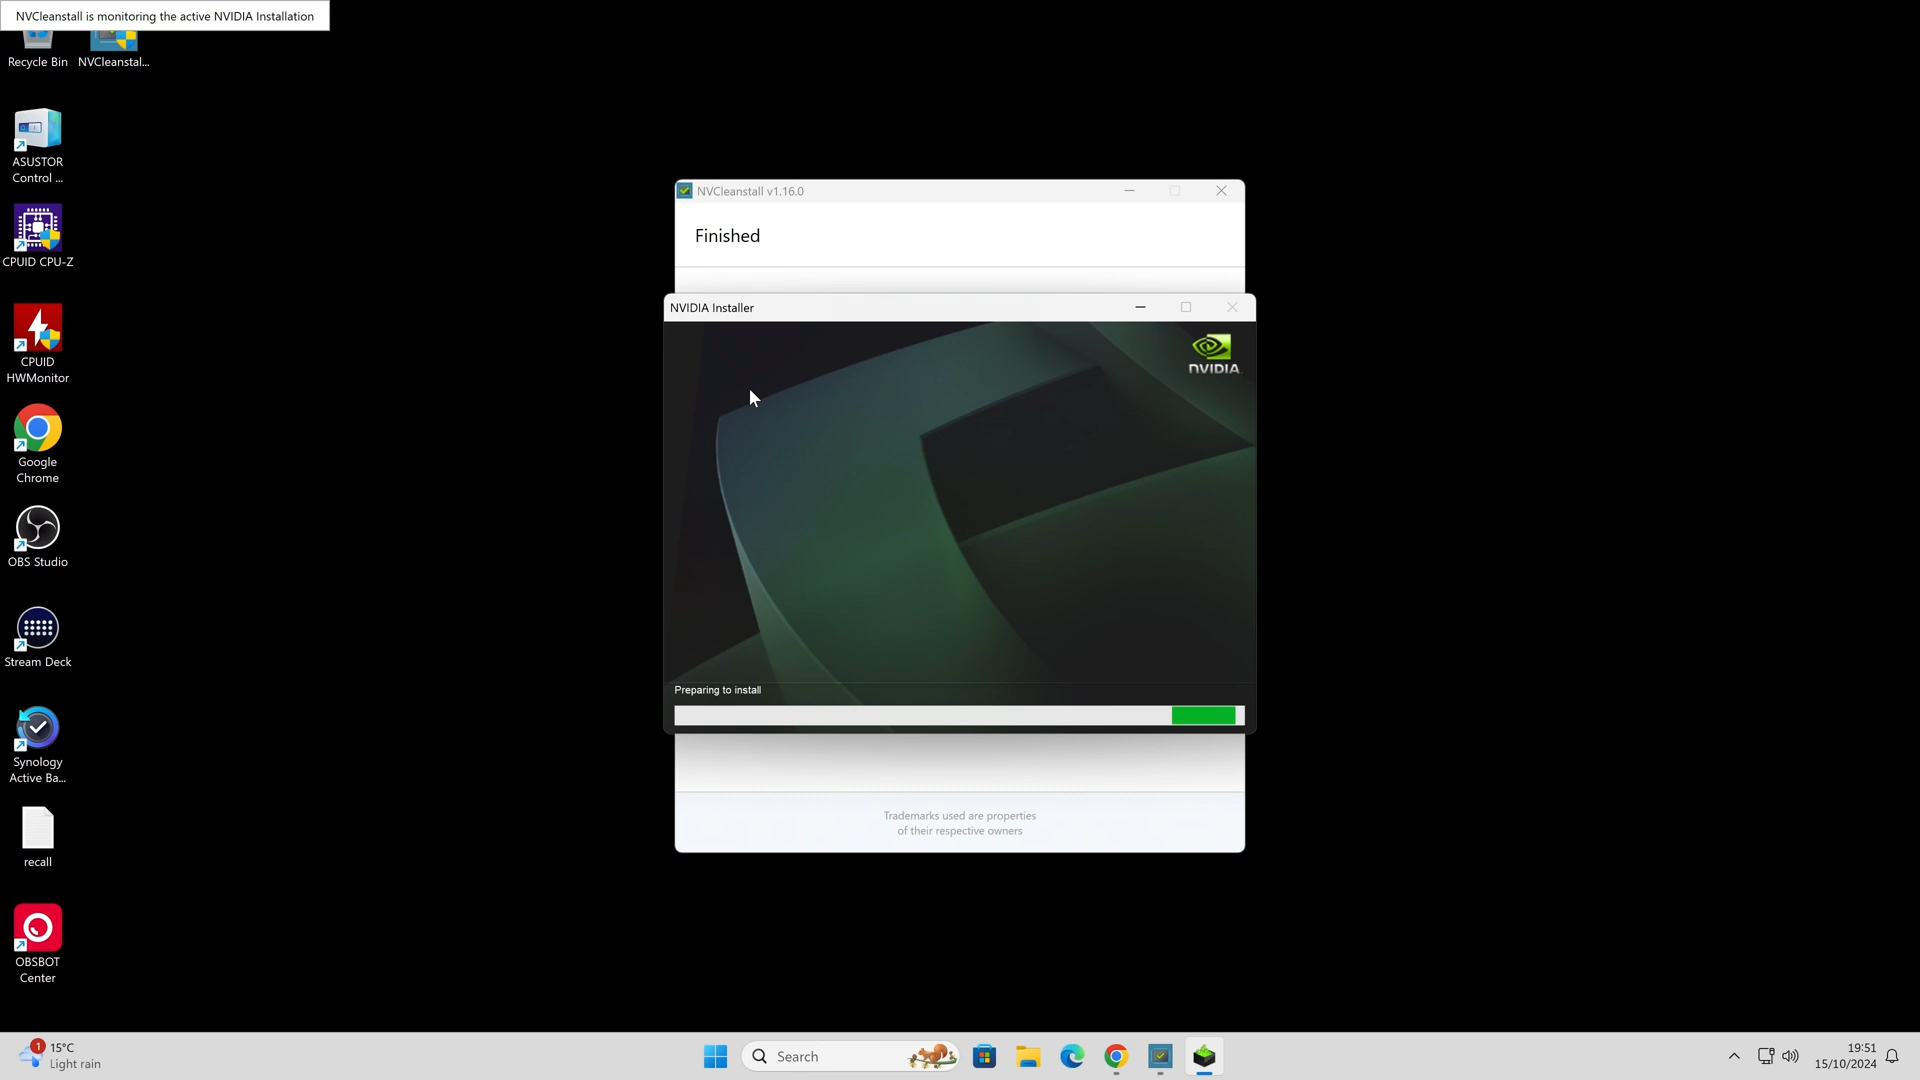 NVCleanstall is monitoring the active NVIDIA Installation
Recycle Bin
NVCleanstal...
ASUSTOR
Control ...
CPUID CPU-Z
CPUID
HWMonitor
Google
Chrome
OBS Studio
Stream Deck
Synology
Active Ba...
recall
OBSBOT
Center
NVCleanstall v1.16.0
Finished
NVIDIA Installer
NVIDIA
Preparing to install
Trademarks used are properties
of their respective owners
1
15°C
Light rain
Search
19:51
15/10/2024